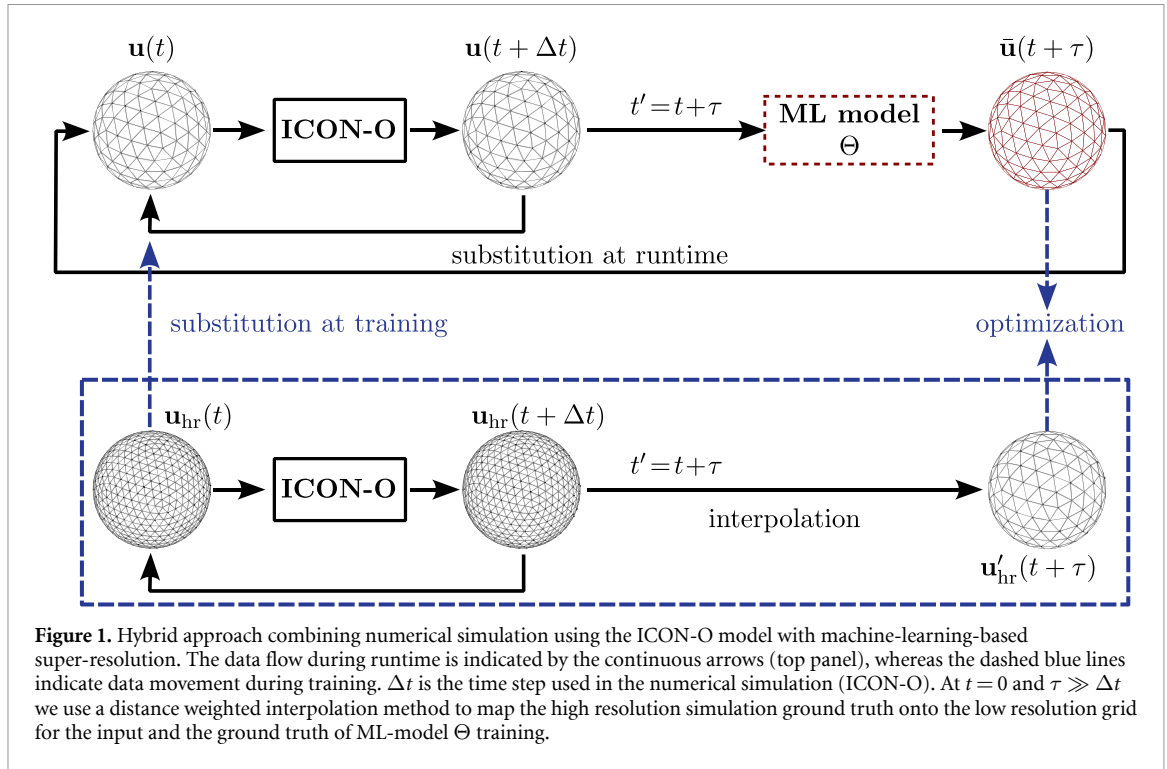 u(t)
u(t + Δt)
ū(t + τ)
ICON-O
t′ = t+τ
ML model
Θ
substitution at runtime
substitution at training
optimization
u_hr(t)
u_hr(t + Δt)
ICON-O
t′ = t+τ
interpolation
u′_hr(t + τ)
Figure 1. Hybrid approach combining numerical simulation using the ICON-O model with machine-learning-based
super-resolution. The data flow during runtime is indicated by the continuous arrows (top panel), whereas the dashed blue lines
indicate data movement during training. Δt is the time step used in the numerical simulation (ICON-O). At t = 0 and τ ≫ Δt
we use a distance weighted interpolation method to map the high resolution simulation ground truth onto the low resolution grid
for the input and the ground truth of ML-model Θ training.